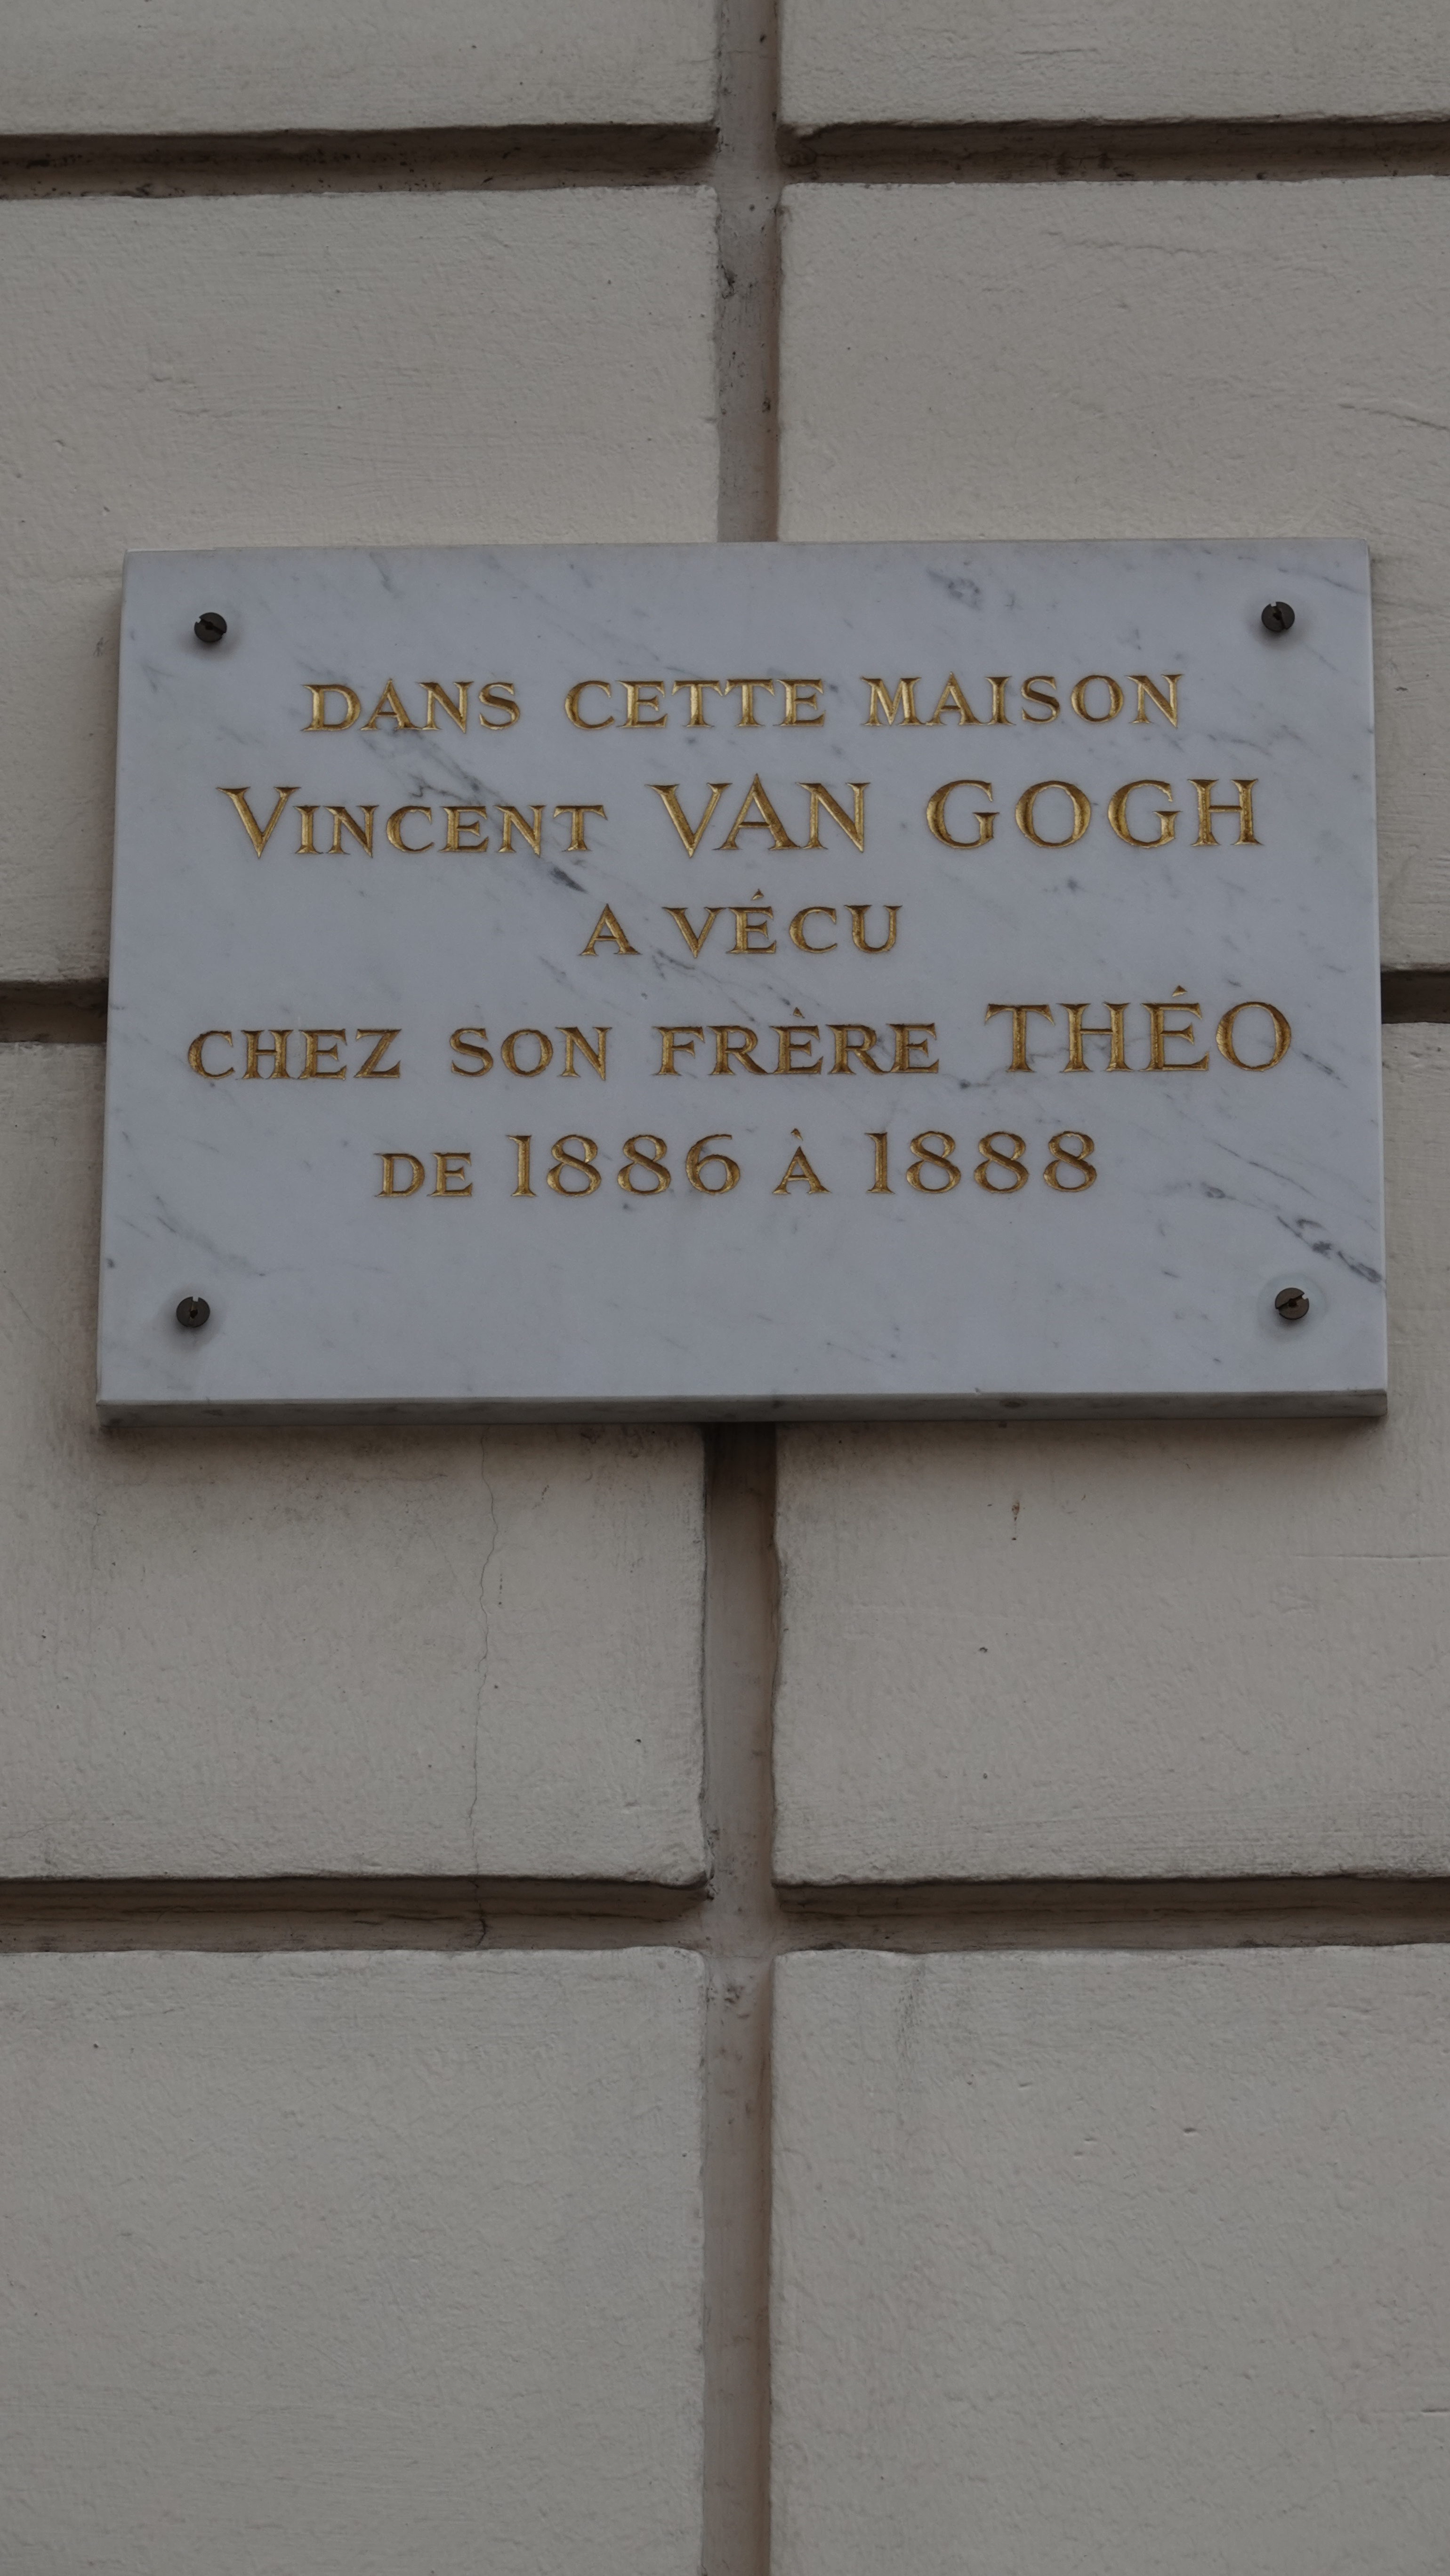 DANS CETTE MAISON
VINCENT VAN GOGH
A VÉCU
CHEZ SON FRÈRE THÉO
DE 1886 À 1888